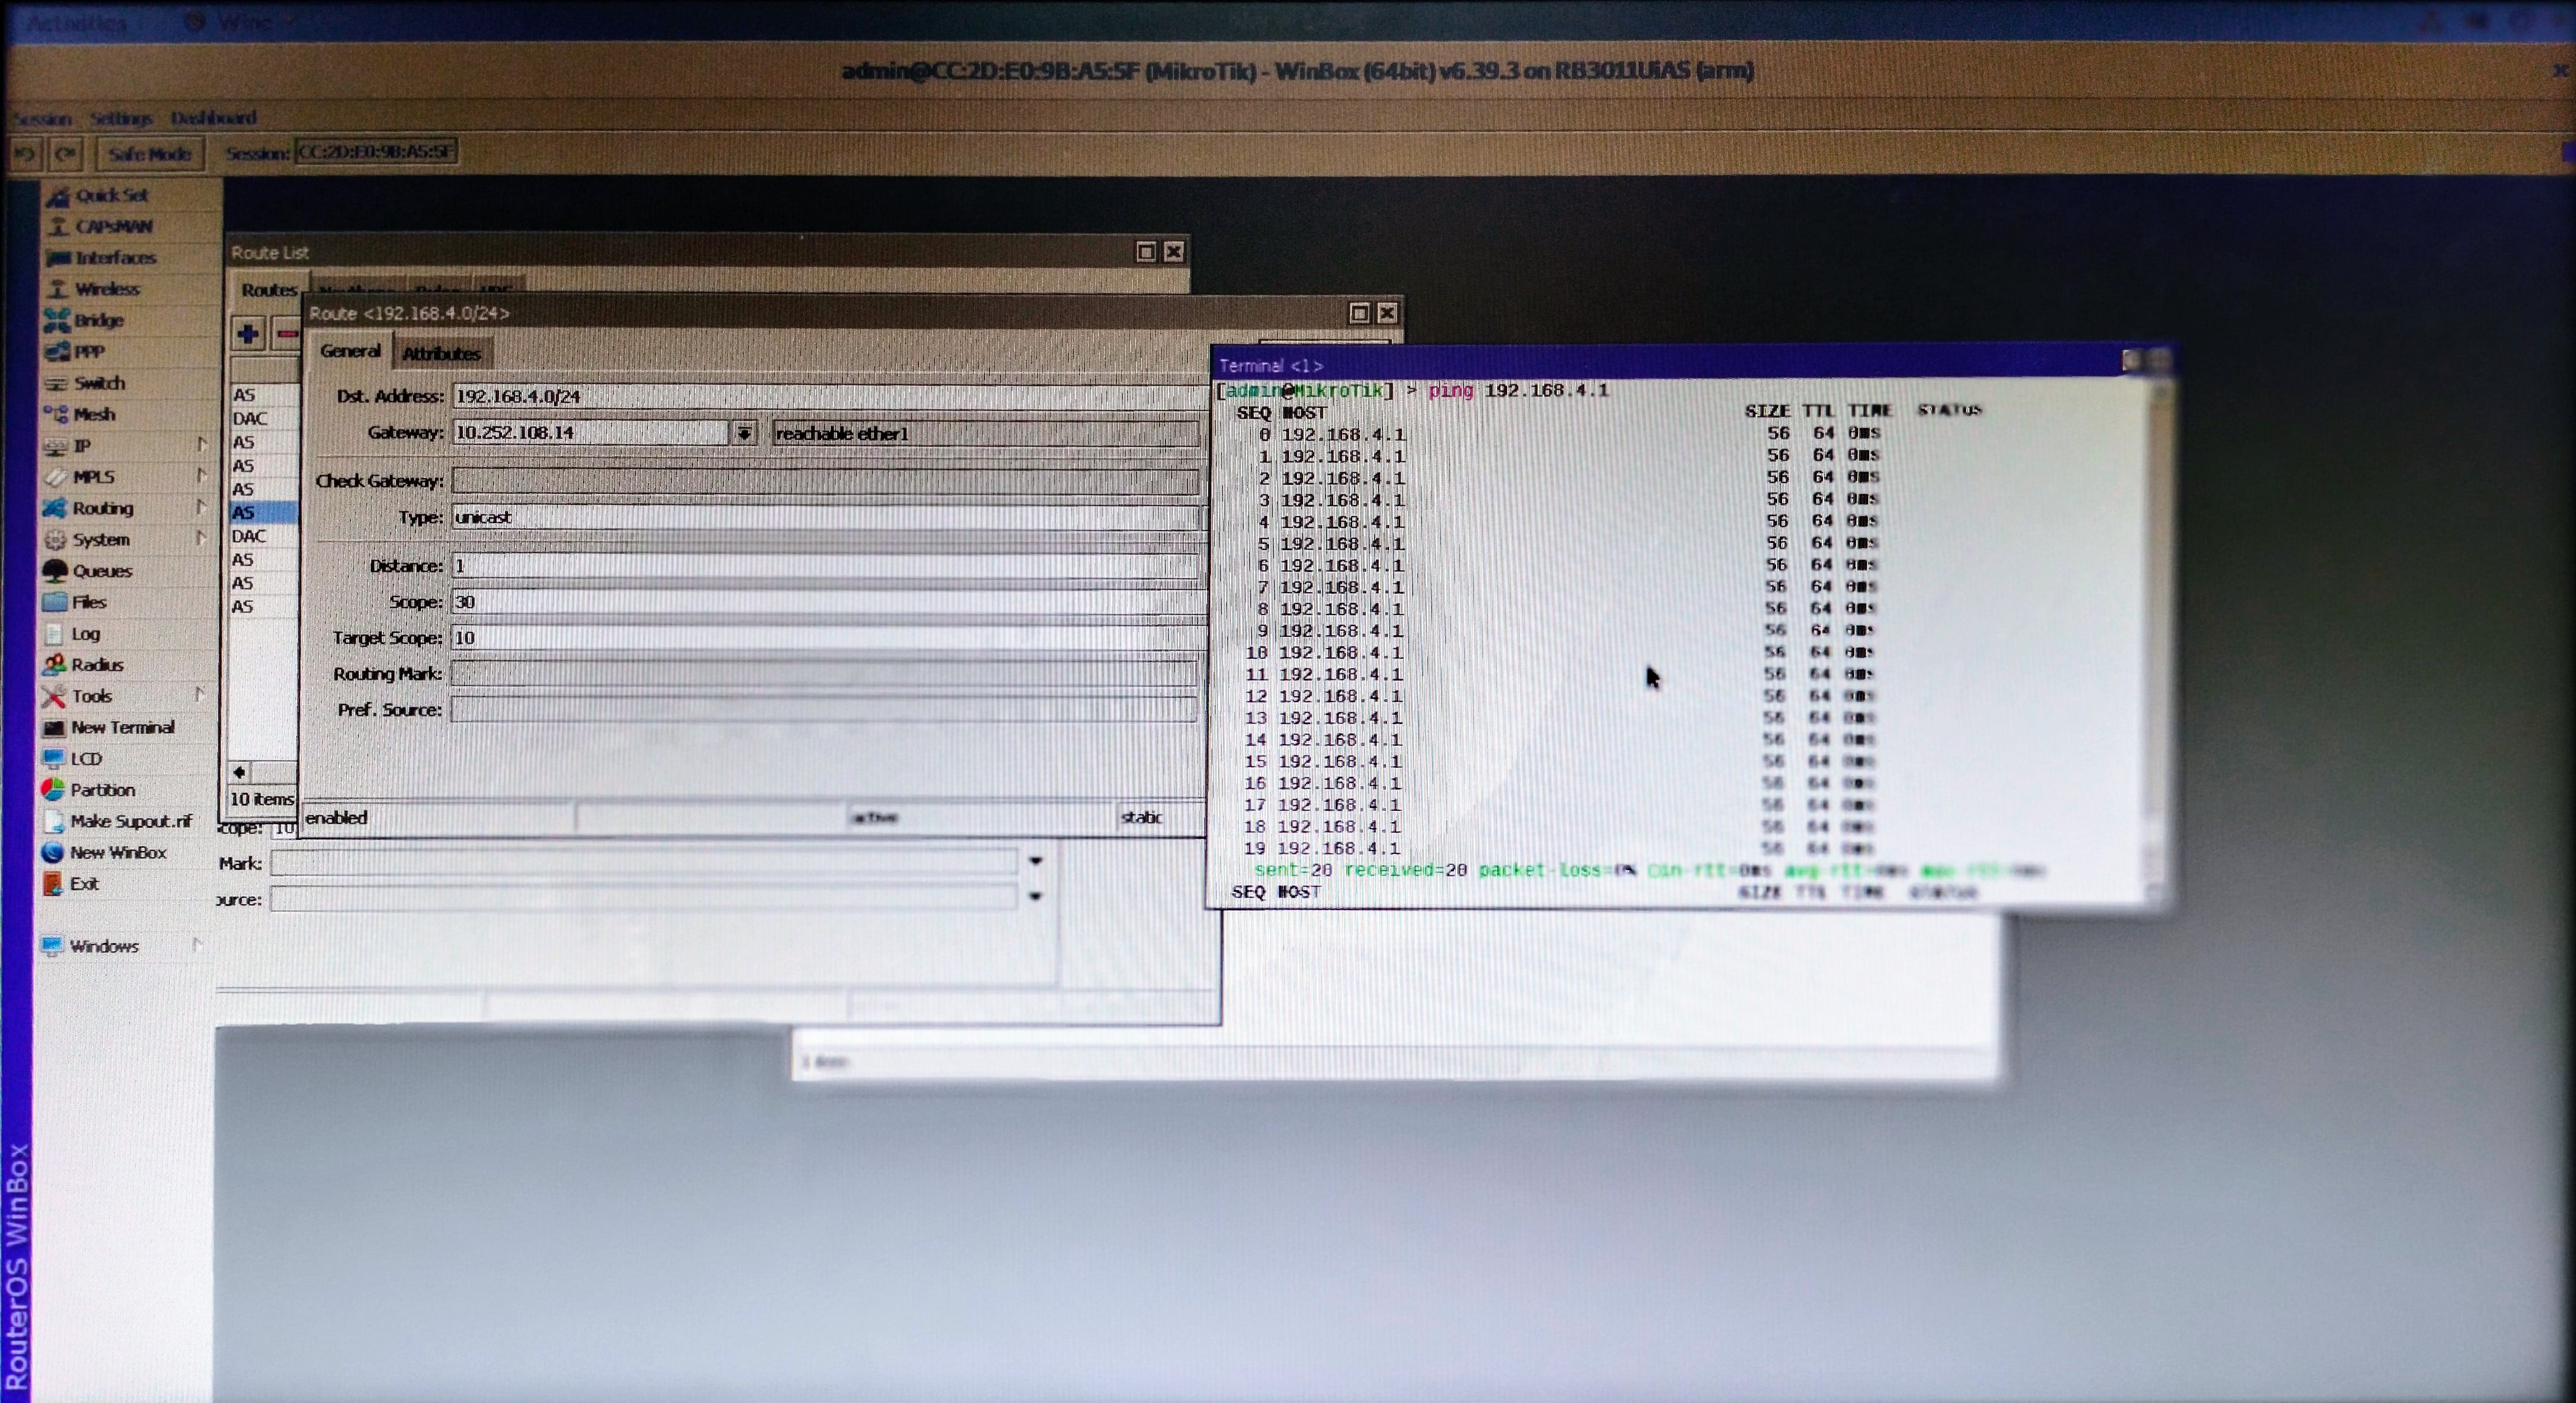 Activities Wine
admin@CC:2D:E0:9B:A5:5F (MikroTik) - WinBox (64bit) v6.39.3 on RB3011UiAS (arm)
Session Settings Dashboard
Safe Mode Session: CC:2D:E0:9B:A5:5F
Quick Set
CAPsMAN
Interfaces
Wireless
Bridge
PPP
Switch
Mesh
IP
MPLS
Routing
System
Queues
Files
Log
Radius
Tools
New Terminal
LCD
Partition
Make Supout.rif
New WinBox
Exit
Windows
RouterOS WinBox
Route List
Routes
AS
DAC
AS
AS
AS
AS
DAC
AS
AS
AS
10 items
Route <192.168.4.0/24>
General Attributes
Dst. Address: 192.168.4.0/24
Gateway: 10.252.108.14 reachable ether1
Check Gateway:
Type: unicast
Distance: 1
Scope: 30
Target Scope: 10
Routing Mark:
Pref. Source:
enabled active static
cope: 10
Mark:
ource:
Terminal <1>
[admin@MikroTik] > ping 192.168.4.1
SEQ HOST SIZE TTL TIME STATUS
0 192.168.4.1 56 64 0ms
1 192.168.4.1 56 64 0ms
2 192.168.4.1 56 64 0ms
3 192.168.4.1 56 64 0ms
4 192.168.4.1 56 64 0ms
5 192.168.4.1 56 64 0ms
6 192.168.4.1 56 64 0ms
7 192.168.4.1 56 64 0ms
8 192.168.4.1 56 64 0ms
9 192.168.4.1 56 64 0ms
10 192.168.4.1 56 64 0ms
11 192.168.4.1 56 64 0ms
12 192.168.4.1 56 64 0ms
13 192.168.4.1 56 64 0ms
14 192.168.4.1 56 64 0ms
15 192.168.4.1 56 64 0ms
16 192.168.4.1 56 64 0ms
17 192.168.4.1 56 64 0ms
18 192.168.4.1 56 64 0ms
19 192.168.4.1 56 64 0ms
sent=20 received=20 packet-loss=0% min-rtt=0ms avg-rtt=0ms max-rtt=0ms
SEQ HOST SIZE TTL TIME STATUS